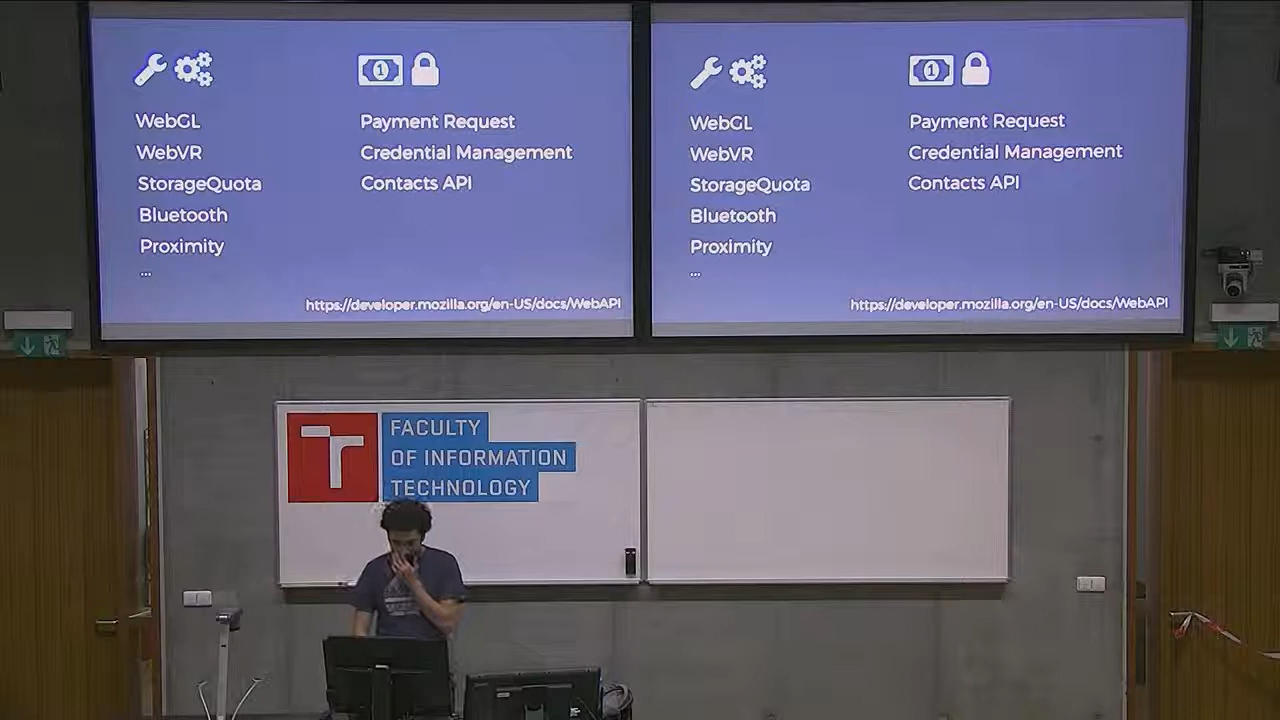 WebGL
WebVR
StorageQuota
Bluetooth
Proximity
...
1
Payment Request
Credential Management
Contacts API
https://developer.mozilla.org/en-US/docs/WebAPI
WebGL
WebVR
StorageQuota
Bluetooth
Proximity
...
1
Payment Request
Credential Management
Contacts API
https://developer.mozilla.org/en-US/docs/WebAPI
T
FACULTY
OF INFORMATION
TECHNOLOGY